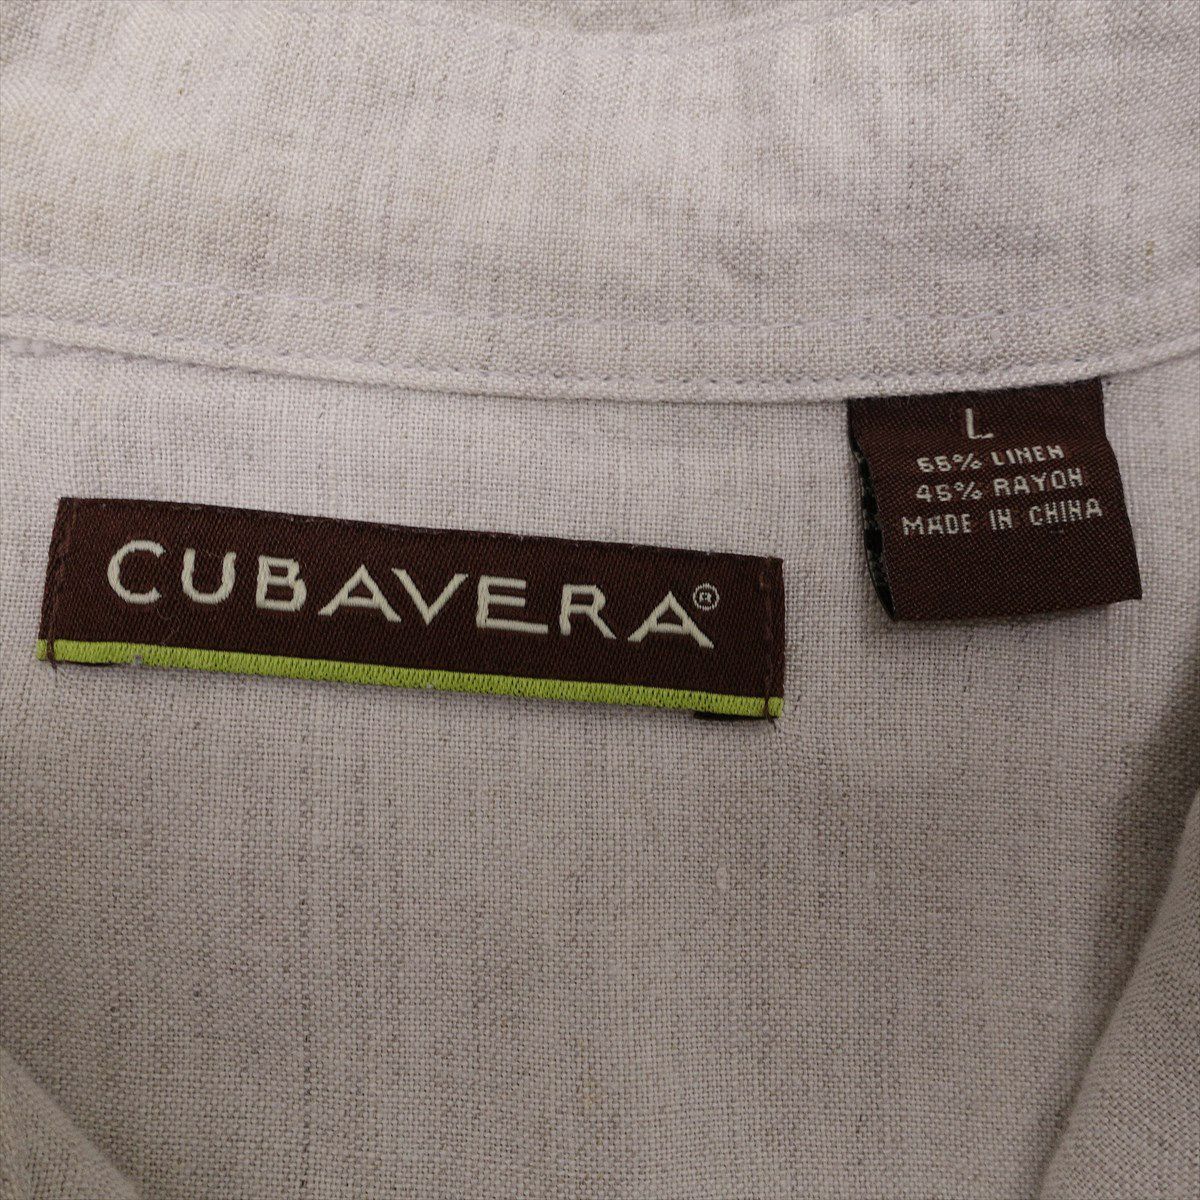 CUBAVERA®
L
55% LINEN
45% RAYON
MADE IN CHINA